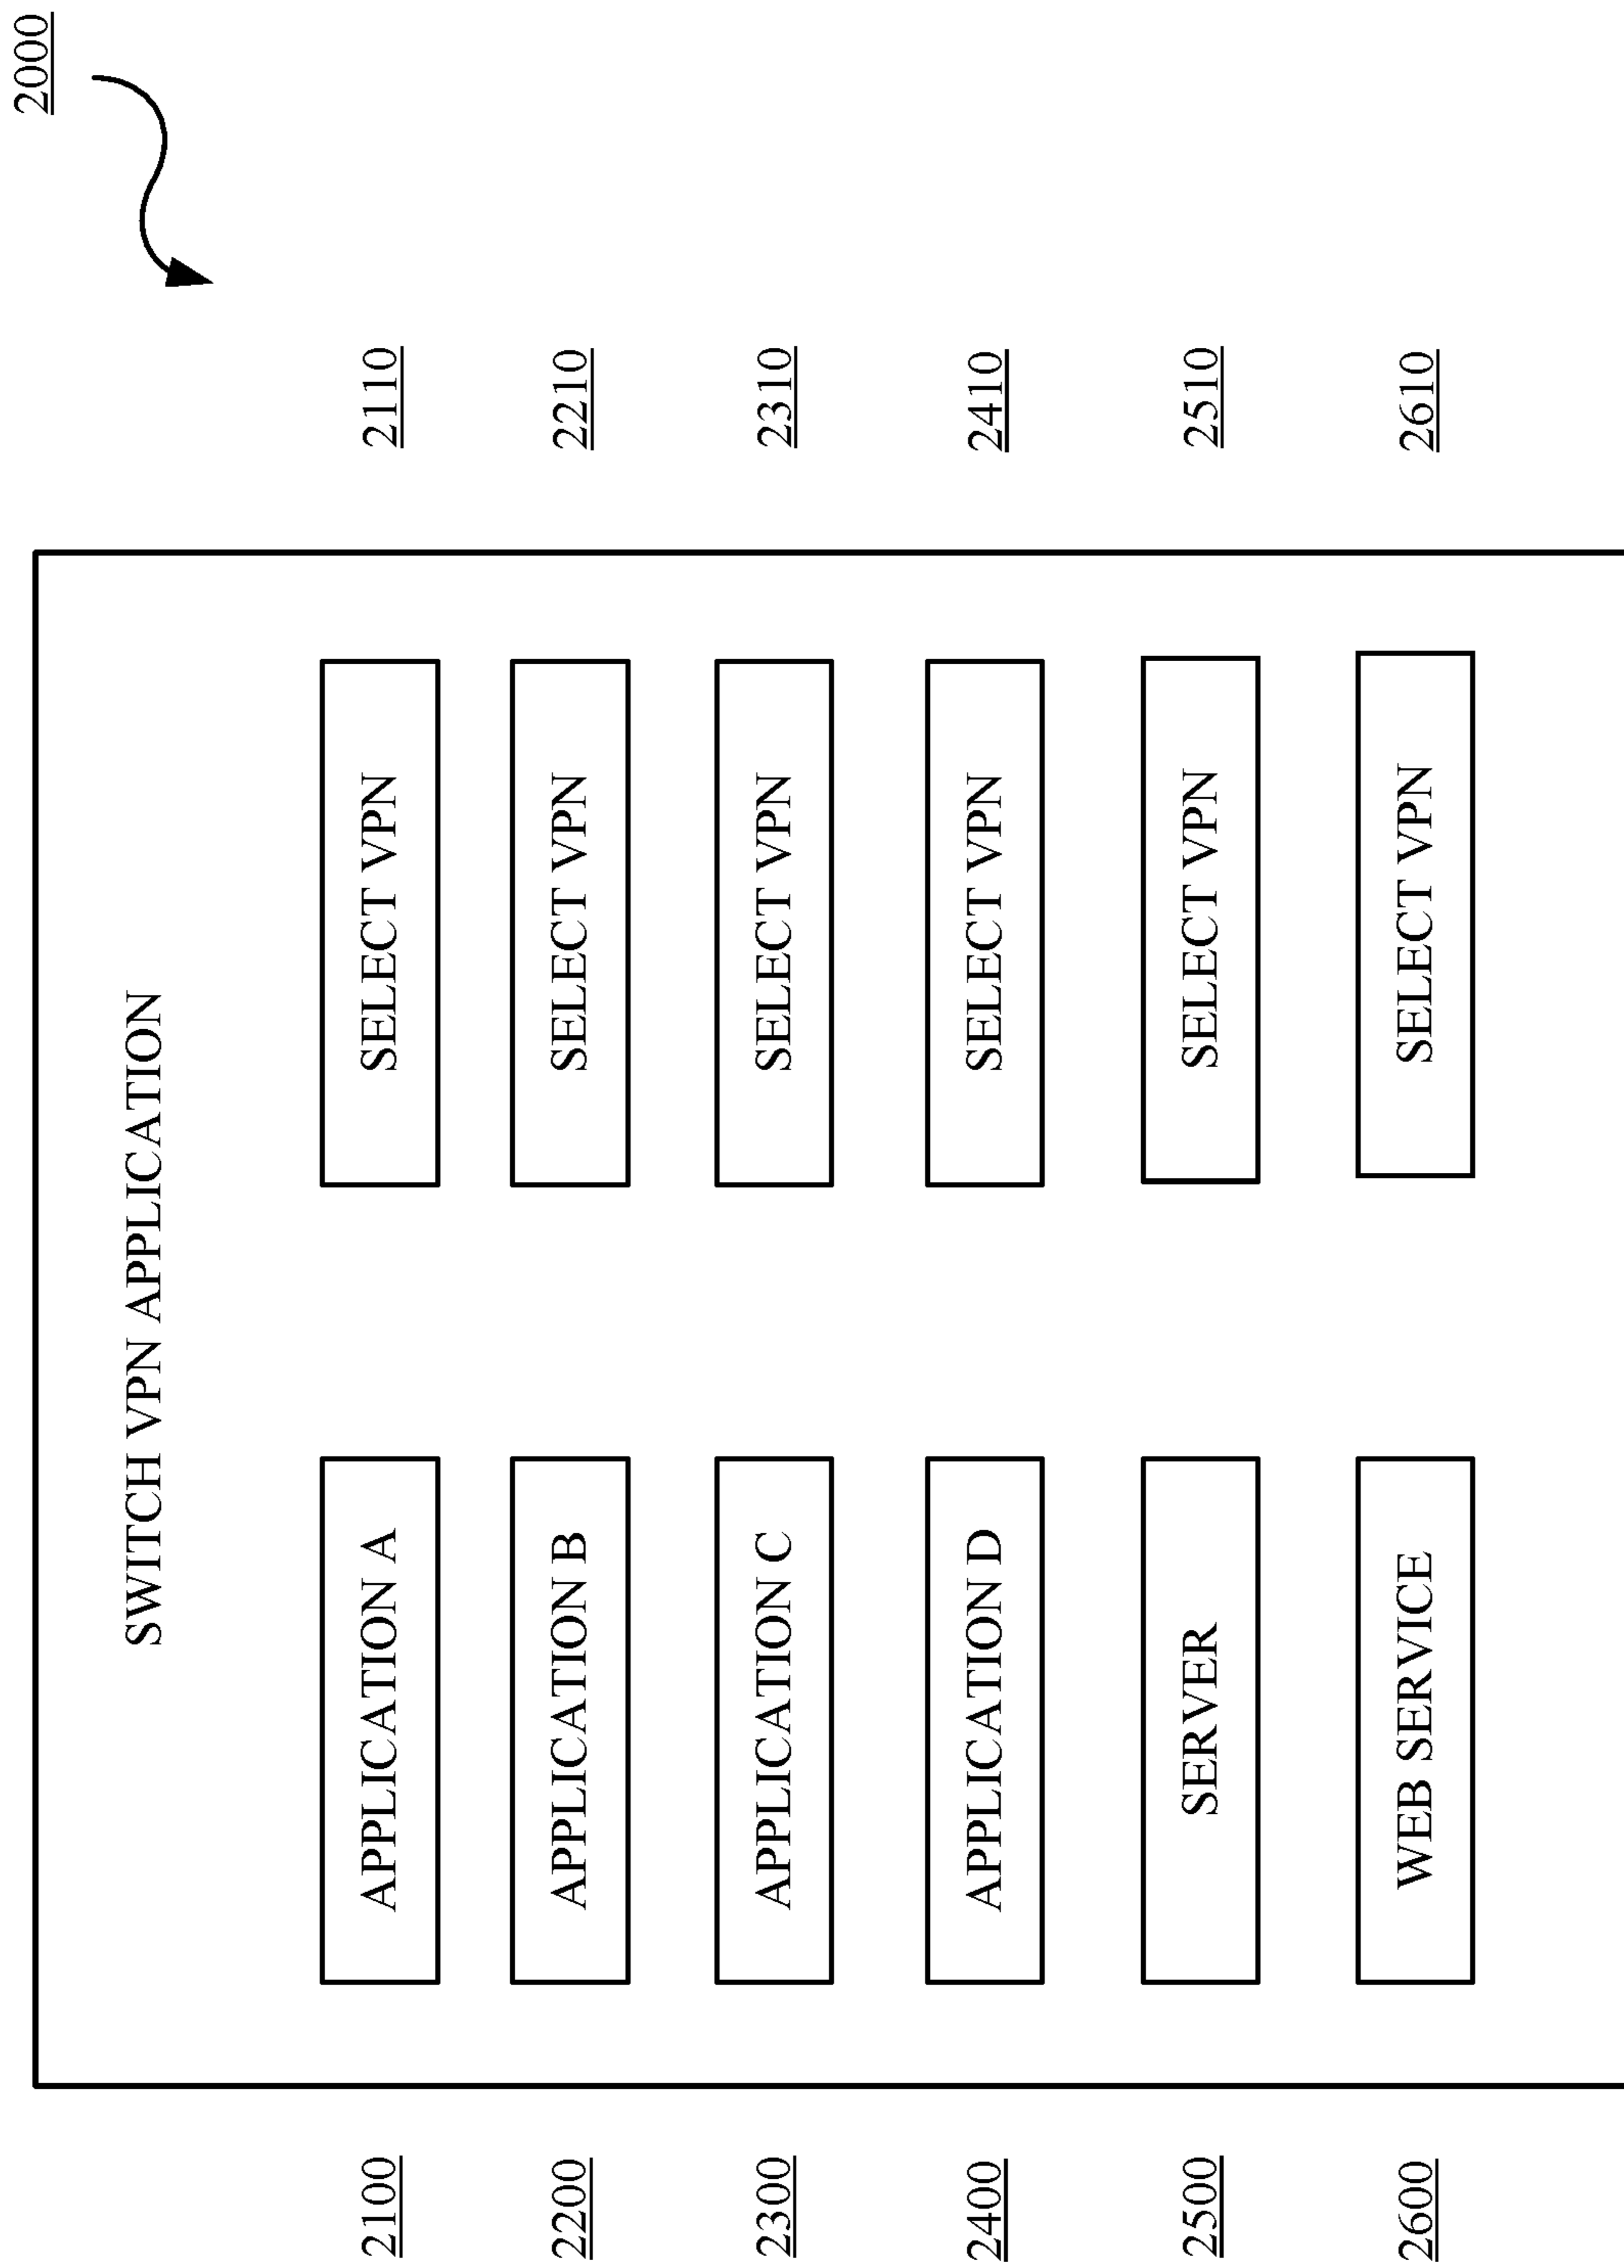 2000
SWITCH VPN APPLICATION
2100 APPLICATION A SELECT VPN 2110
2200 APPLICATION B SELECT VPN 2210
2300 APPLICATION C SELECT VPN 2310
2400 APPLICATION D SELECT VPN 2410
2500 SERVER SELECT VPN 2510
2600 WEB SERVICE SELECT VPN 2610